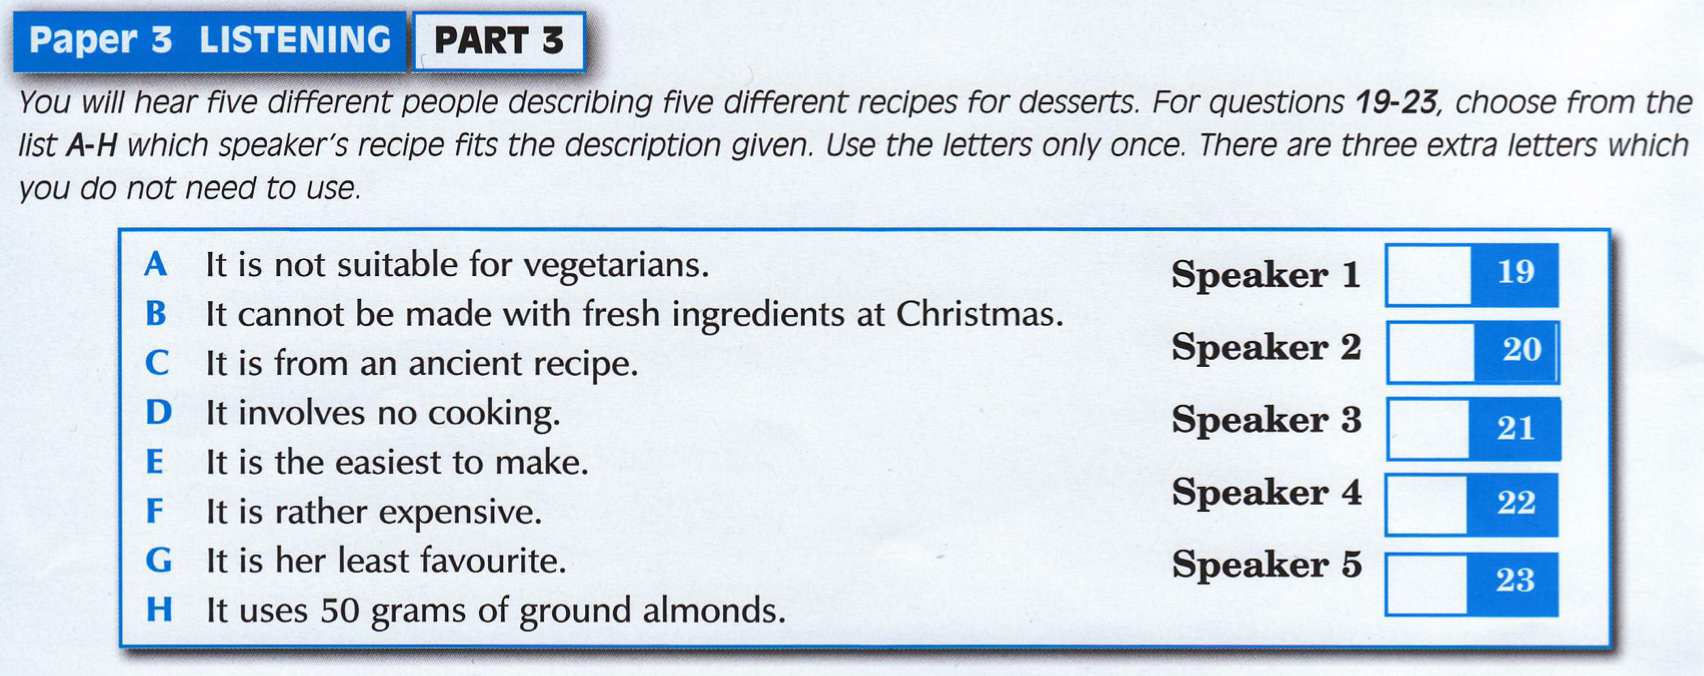 Paper 3 LISTENING PART 3
You will hear five different people describing five different recipes for desserts. For questions 19-23, choose from the
list A-H which speaker's recipe fits the description given. Use the letters only once. There are three extra letters which
you do not need to use.
A It is not suitable for vegetarians.
B It cannot be made with fresh ingredients at Christmas.
C It is from an ancient recipe.
D It involves no cooking.
E It is the easiest to make.
F It is rather expensive.
G It is her least favourite.
H It uses 50 grams of ground almonds.
Speaker 1 19
Speaker 2 20
Speaker 3 21
Speaker 4 22
Speaker 5 23